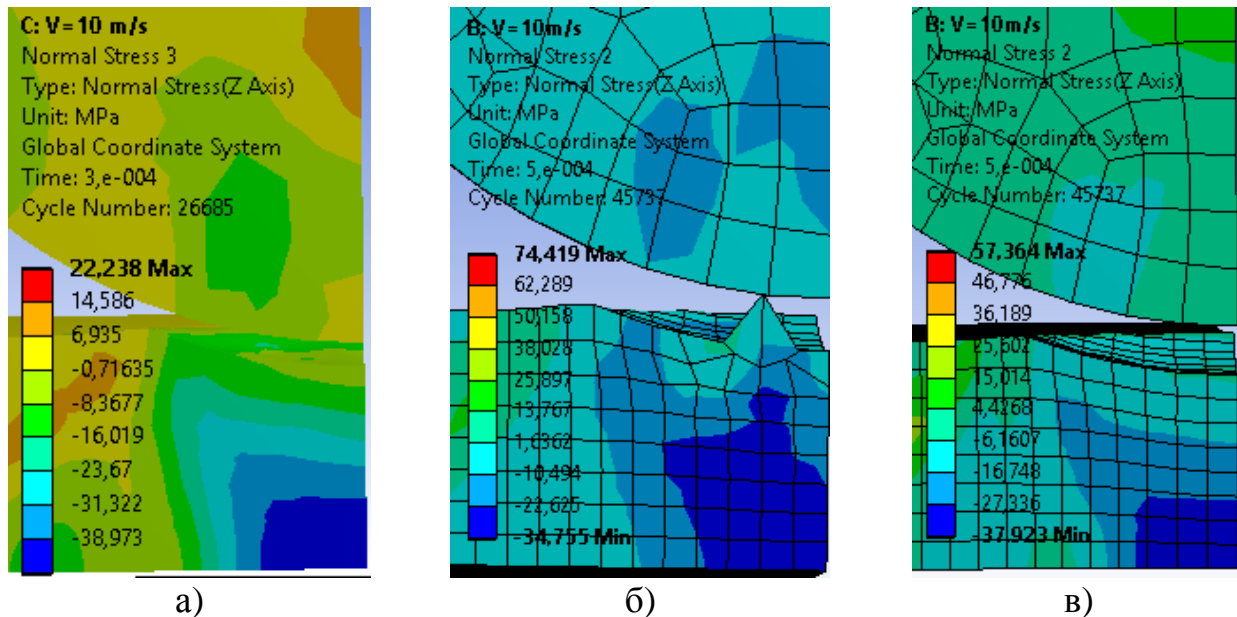 C: V= 10 m/s
Normal Stress 3
Type: Normal Stress(Z Axis)
Unit: MPa
Global Coordinate System
Time: 3,e-004
Cycle Number: 26685
22,238 Max
14,586
6,935
-0,71635
-8,3677
-16,019
-23,67
-31,322
-38,973
а)
B: V=10m/s
Normal Stress 2
Type: Normal Stress(Z Axis)
Unit: MPa
Global Coordinate System
Time: 5,e-004
Cycle Number: 45737
74,419 Max
62,289
50,158
38,028
25,897
13,767
1,6362
-10,494
-22,625
-34,755 Min
б)
B: V=10m/s
Normal Stress 2
Type: Normal Stress(Z Axis)
Unit: MPa
Global Coordinate System
Time: 5,e-004
Cycle Number: 45737
57,364 Max
46,776
36,189
25,602
15,014
4,4268
-6,1607
-16,748
-27,336
-37,923 Min
в)